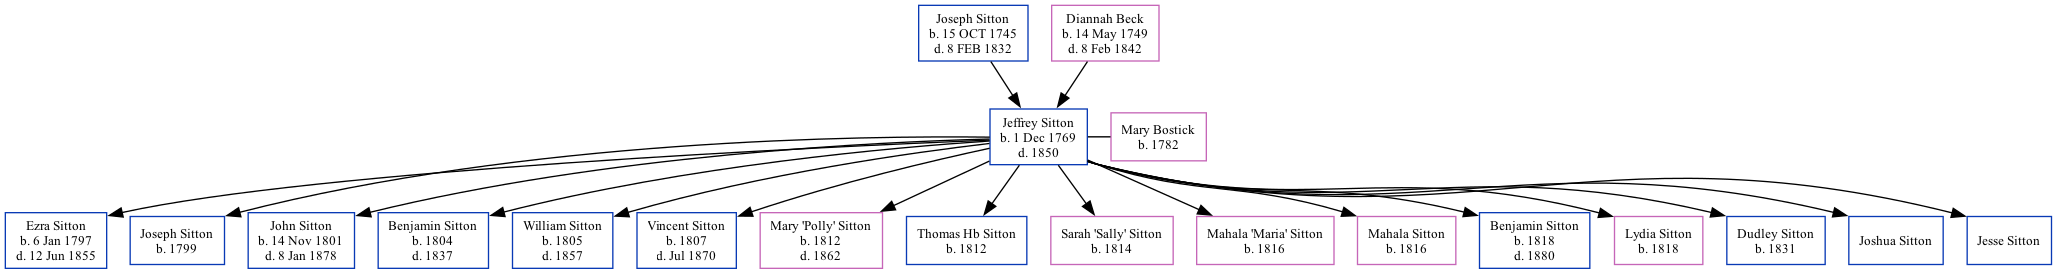 Joseph Sitton
b. 15 OCT 1745
d. 8 FEB 1832
Diannah Beck
b. 14 May 1749
d. 8 Feb 1842
Jeffrey Sitton
b. 1 Dec 1769
d. 1850
Mary Bostick
b. 1782
Ezra Sitton
b. 6 Jan 1797
d. 12 Jun 1855
Joseph Sitton
b. 1799
John Sitton
b. 14 Nov 1801
d. 8 Jan 1878
Benjamin Sitton
b. 1804
d. 1837
William Sitton
b. 1805
d. 1857
Vincent Sitton
b. 1807
d. Jul 1870
Mary 'Polly' Sitton
b. 1812
d. 1862
Thomas Hb Sitton
b. 1812
Sarah 'Sally' Sitton
b. 1814
Mahala 'Maria' Sitton
b. 1816
Mahala Sitton
b. 1816
Benjamin Sitton
b. 1818
d. 1880
Lydia Sitton
b. 1818
Dudley Sitton
b. 1831
Joshua Sitton
Jesse Sitton